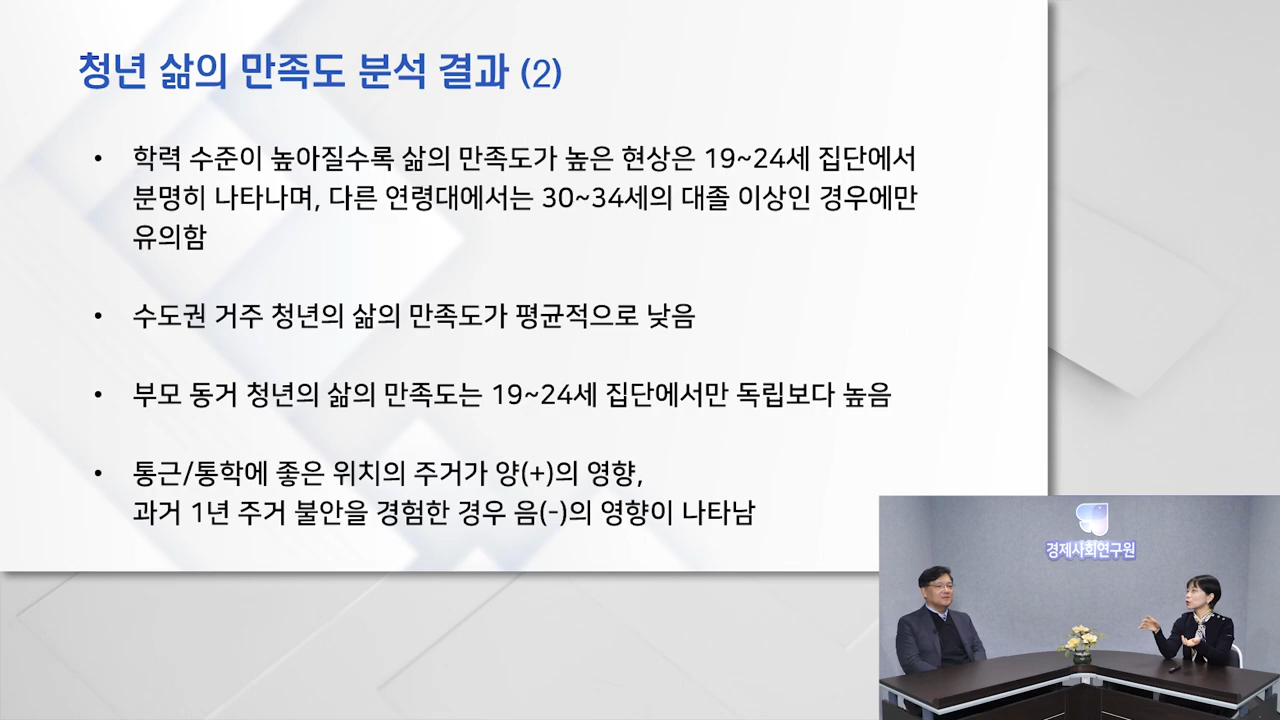 청년 삶의 만족도 분석 결과 (2)
• 학력 수준이 높아질수록 삶의 만족도가 높은 현상은 19~24세 집단에서
분명히 나타나며, 다른 연령대에서는 30~34세의 대졸 이상인 경우에만
유의함
• 수도권 거주 청년의 삶의 만족도가 평균적으로 낮음
• 부모 동거 청년의 삶의 만족도는 19~24세 집단에서만 독립보다 높음
• 통근/통학에 좋은 위치의 주거가 양(+)의 영향,
과거 1년 주거 불안을 경험한 경우 음(-)의 영향이 나타남
경제사회연구원